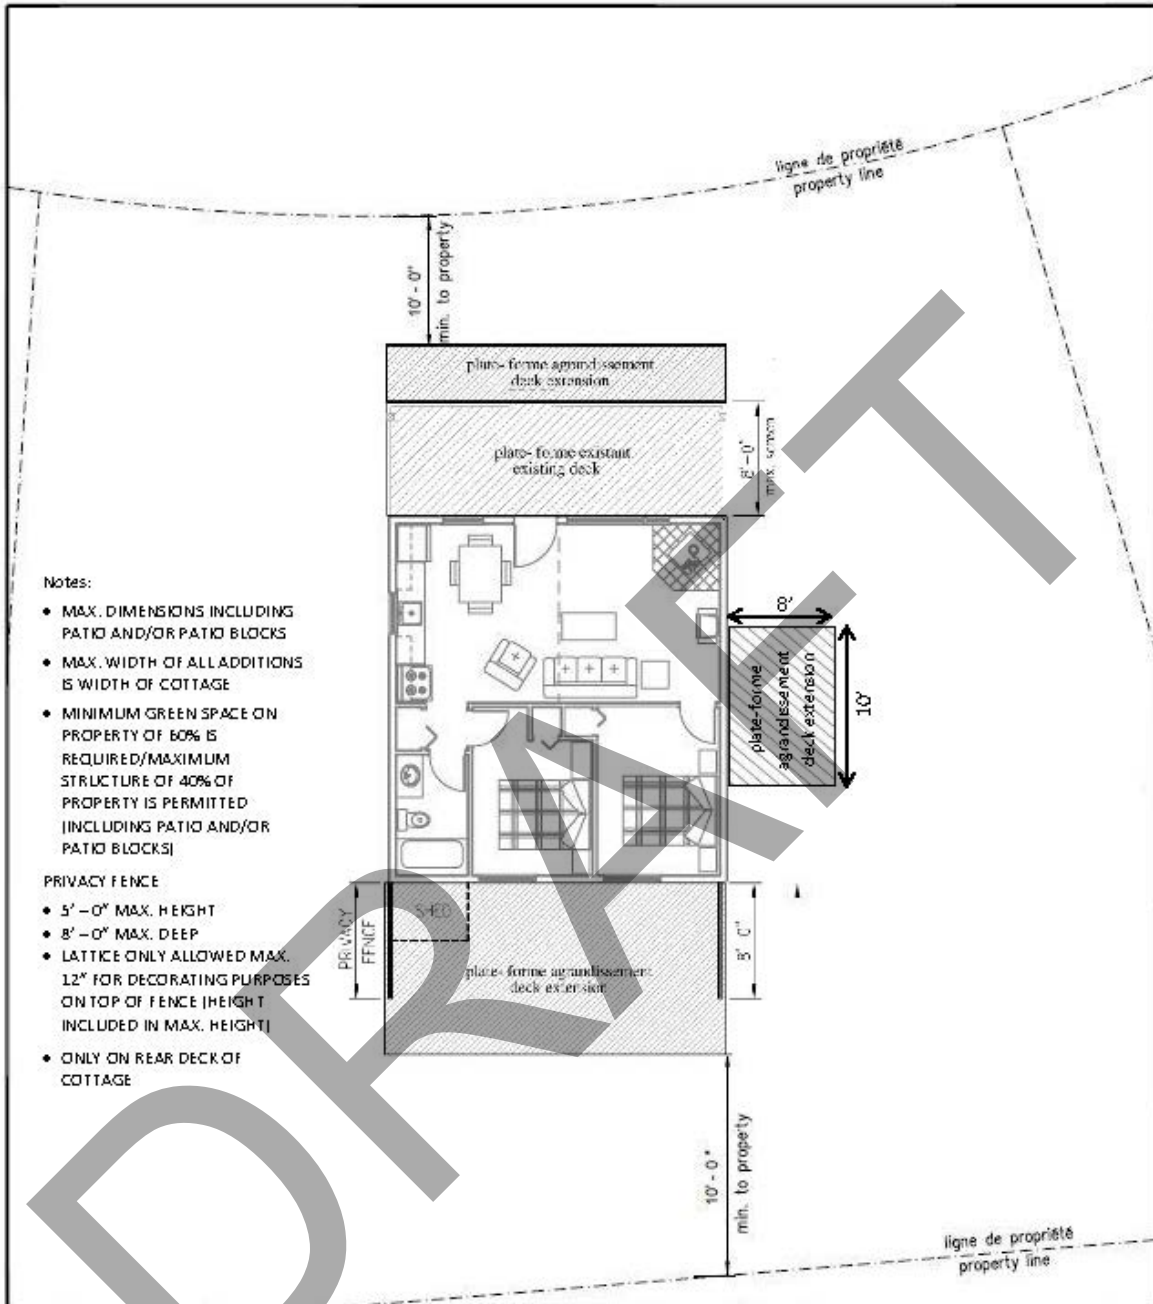 ligne de propriété
property line
10' - 0"
min. to property
plate- forme agrandissement
deck extension
plate- forme existant
existing deck
8'-0"
max. screen
Notes:
• MAX. DIMENSIONS INCLUDING
PATIO AND/OR PATIO BLOCKS
• MAX. WIDTH OF ALL ADDITIONS
IS WIDTH OF COTTAGE
• MINIMUM GREEN SPACE ON
PROPERTY OF 60% IS
REQUIRED/MAXIMUM
STRUCTURE OF 40% OF
PROPERTY IS PERMITTED
(INCLUDING PATIO AND/OR
PATIO BLOCKS)
PRIVACY FENCE
• 5' – 0" MAX. HEIGHT
• 8' – 0" MAX. DEEP
• LATTICE ONLY ALLOWED MAX.
12" FOR DECORATING PURPOSES
ON TOP OF FENCE (HEIGHT
INCLUDED IN MAX. HEIGHT)
• ONLY ON REAR DECK OF
COTTAGE
8'
10'
plate-forme
agrandissement
deck extension
PRIVACY
FENCE
SHED
8' 0"
plate- forme agrandissement
deck extension
10' - 0"
min. to property
ligne de propriété
property line
DRAFT